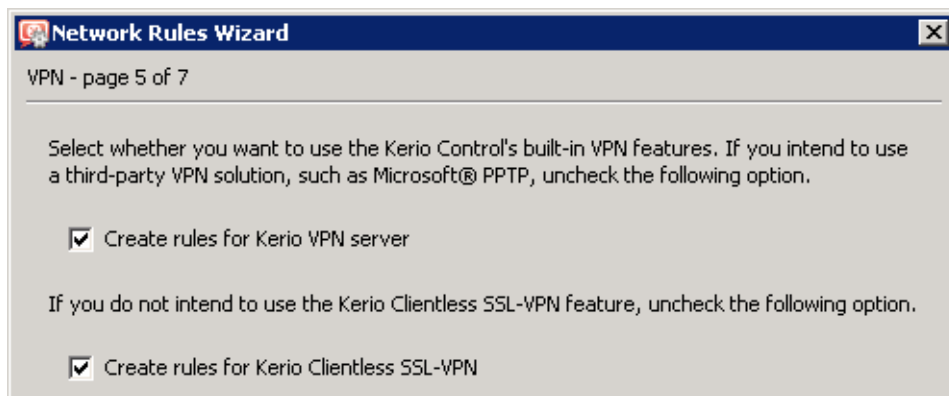 Network Rules Wizard
VPN - page 5 of 7
Select whether you want to use the Kerio Control's built-in VPN features. If you intend to use
a third-party VPN solution, such as Microsoft® PPTP, uncheck the following option.
Create rules for Kerio VPN server
If you do not intend to use the Kerio Clientless SSL-VPN feature, uncheck the following option.
Create rules for Kerio Clientless SSL-VPN